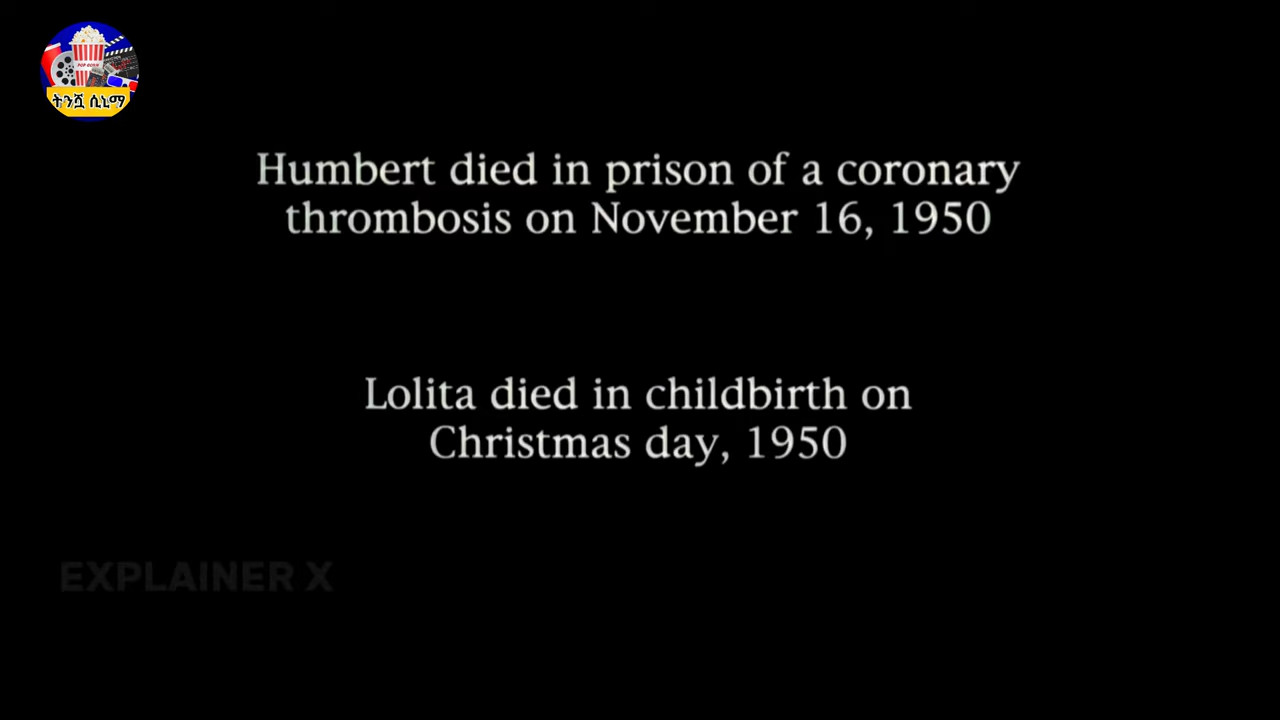 ትንሿ ሲኒማ
Humbert died in prison of a coronary
thrombosis on November 16, 1950
Lolita died in childbirth on
Christmas day, 1950
EXPLAINER X